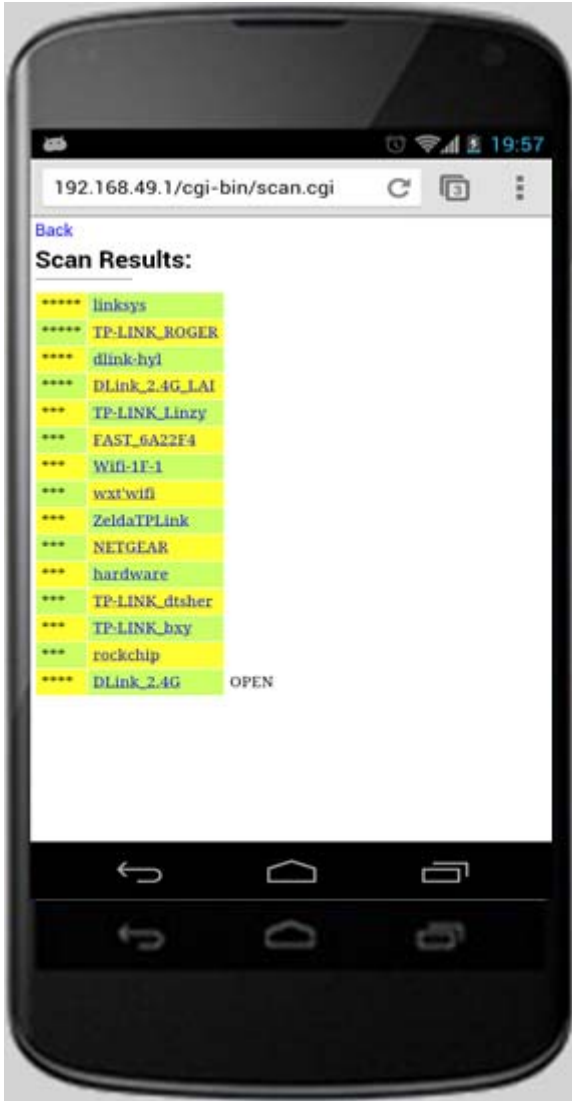 19:57
192.168.49.1/cgi-bin/scan.cgi 3
Back
Scan Results:
***** linksys
***** TP-LINK_ROGER
**** dlink-hyl
**** DLink_2.4G_LAI
*** TP-LINK_Linzy
*** FAST_6A22F4
*** Wifi-1F-1
*** wxt'wifi
*** ZeldaTPLink
*** NETGEAR
*** hardware
*** TP-LINK_dtsher
*** TP-LINK_bxy
*** rockchip
**** DLink_2.4G OPEN